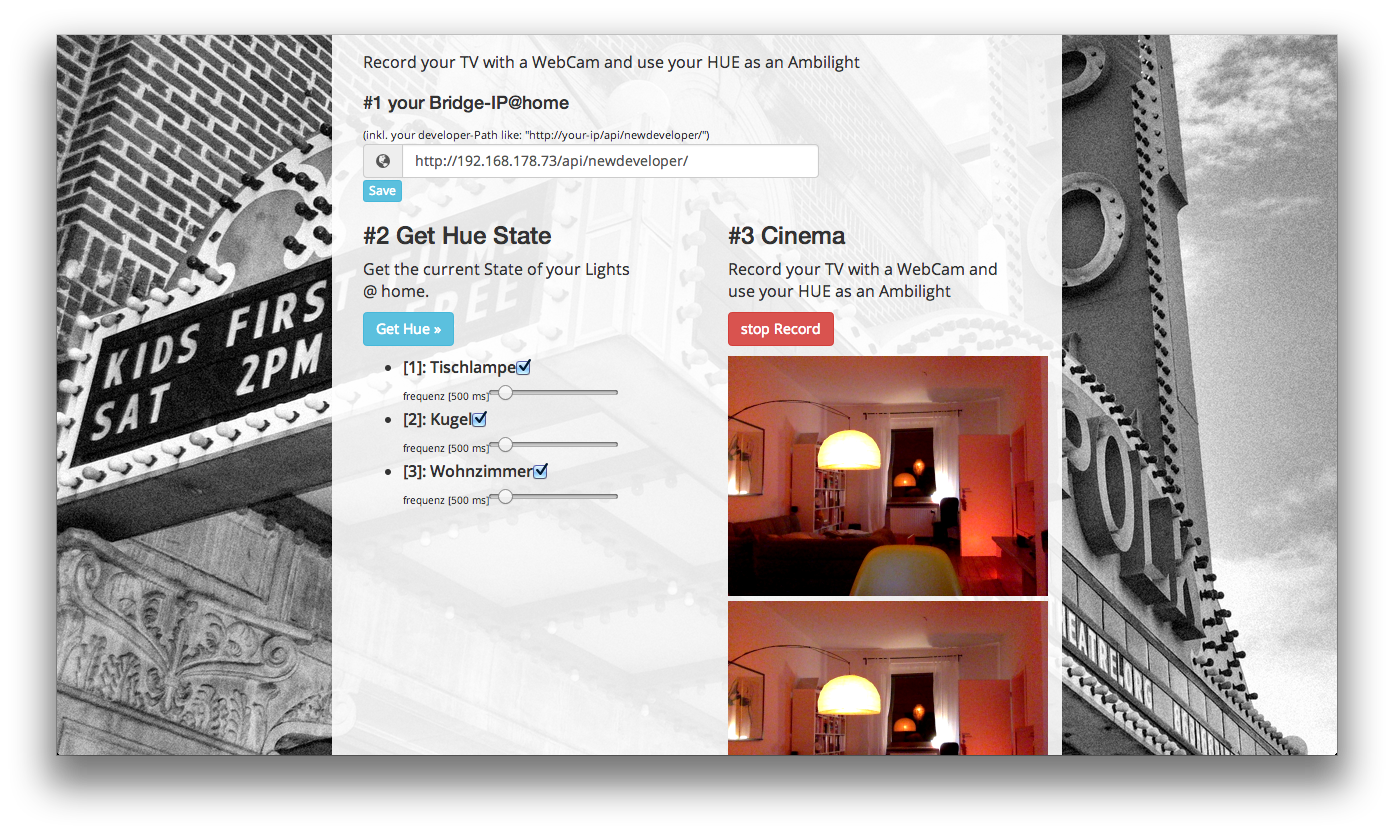 Record your TV with a WebCam and use your HUE as an Ambilight
#1 your Bridge-IP@home
(inkl. your developer-Path like: "http://your-ip/api/newdeveloper/")
http://192.168.178.73/api/newdeveloper/
Save
#2 Get Hue State
Get the current State of your Lights
@ home.
Get Hue »
[1]: Tischlampe
frequenz [500 ms]
[2]: Kugel
frequenz [500 ms]
[3]: Wohnzimmer
frequenz [500 ms]
#3 Cinema
Record your TV with a WebCam and
use your HUE as an Ambilight
stop Record
KIDS FIRST
SAT 2PM FREE
EATRE.ORG